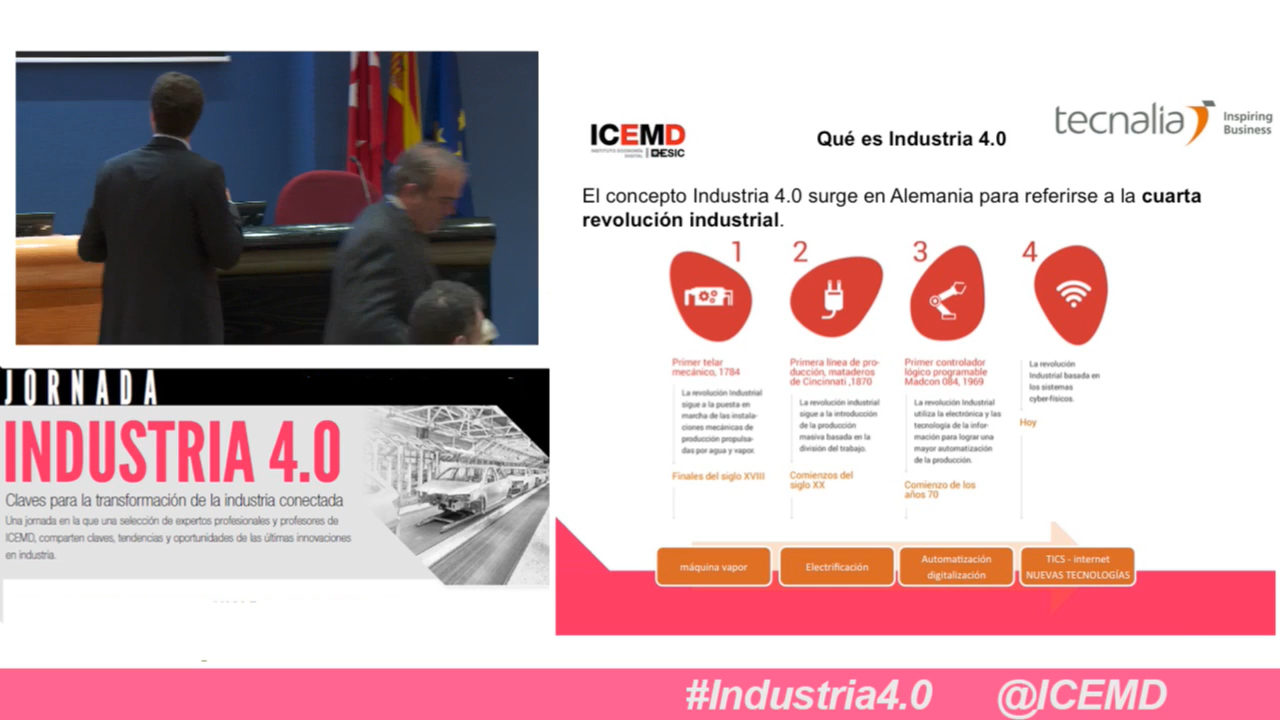 JORNADA
INDUSTRIA 4.0
Claves para la transformación de la industria conectada
Una jornada en la que una selección de expertos profesionales y profesores de
ICEMD, comparten claves, tendencias y oportunidades de las últimas innovaciones
en industria.
ICEMD
INSTITUTO ECONOMÍA
DIGITAL
ESIC
Qué es Industria 4.0
tecnalia
Inspiring
Business
El concepto Industria 4.0 surge en Alemania para referirse a la cuarta
revolución industrial.
1
Primer telar
mecánico, 1784
La revolución Industrial
sigue a la puesta en
marcha de las instala-
ciones mecánicas de
producción propulsa-
das por agua y vapor.
Finales del siglo XVIII
2
Primera línea de pro-
ducción, mataderos
de Cincinnati ,1870
La revolución industrial
sigue a la introducción
de la producción
masiva basada en la
división del trabajo.
Comienzos del
siglo XX
3
Primer controlador
lógico programable
Madcon 084, 1969
La revolución Industrial
utiliza la electrónica y las
tecnología de la infor-
mación para lograr una
mayor automatización
de la producción.
Comienzo de los
años 70
4
La revolución
Industrial basada en
los sistemas
cyber-físicos.
Hoy
máquina vapor
Electrificación
Automatización
digitalización
TICS - internet
NUEVAS TECNOLOGÍAS
#Industria4.0 @ICEMD